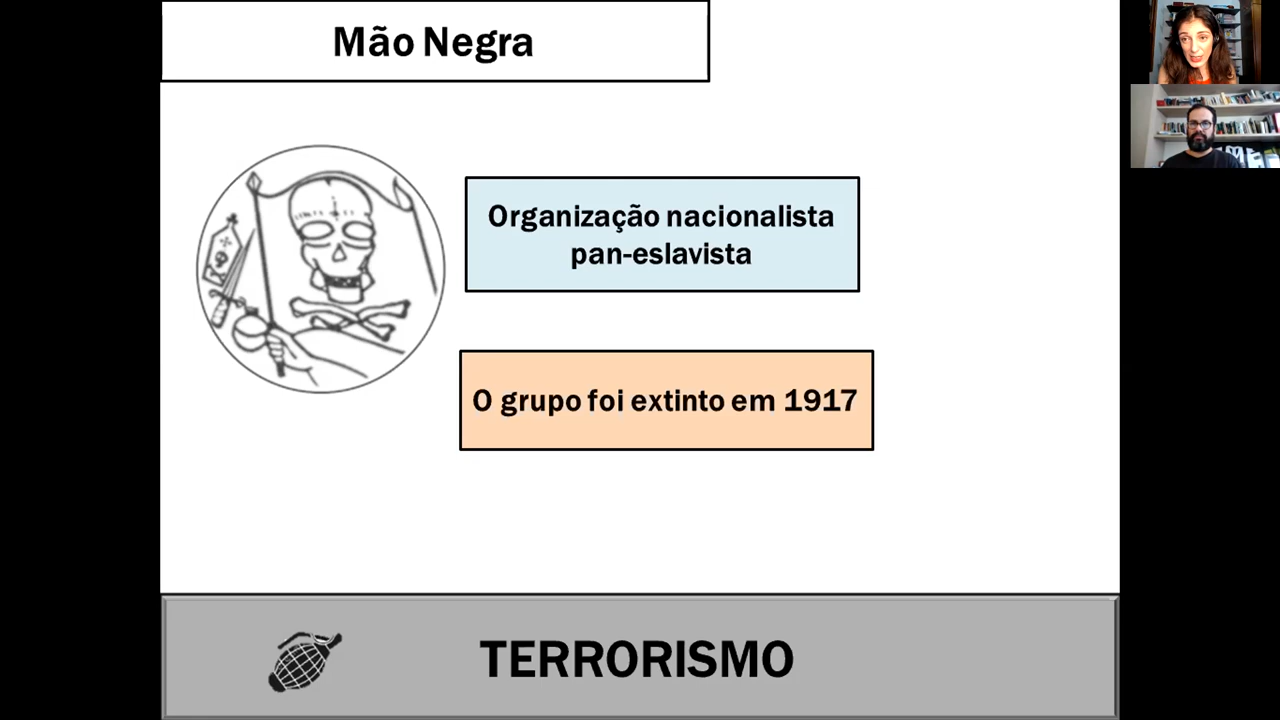 Mão Negra
Organização nacionalista
pan-eslavista
O grupo foi extinto em 1917
TERRORISMO